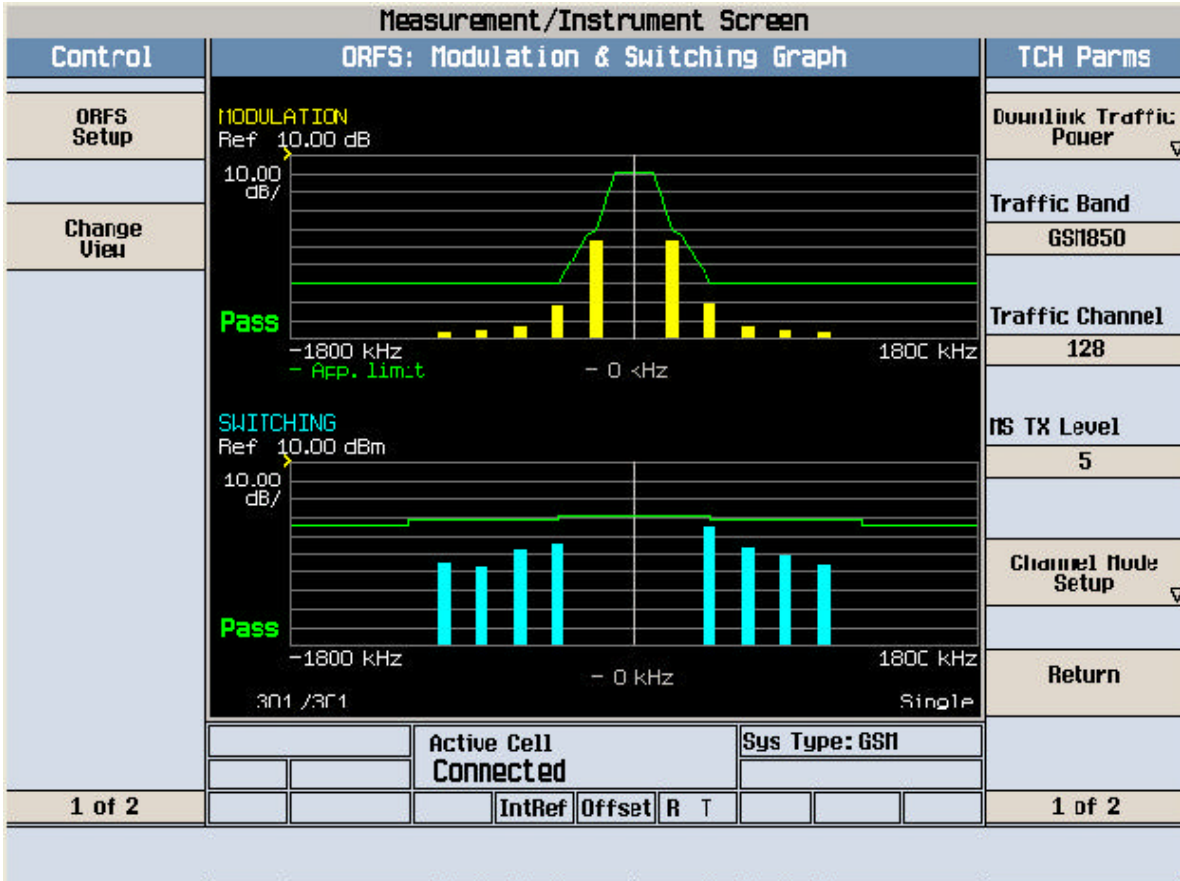 Measurement/Instrument Screen
Control
ORFS: Modulation & Switching Graph
TCH Parms
ORFS
Setup
Change
View
1 of 2
MODULATION
Ref 10.00 dB
10.00
dB/
Pass
-1800 kHz
1800 kHz
- App. limit
- 0 kHz
SWITCHING
Ref 10.00 dBm
10.00
dB/
Pass
-1800 kHz
1800 kHz
- 0 kHz
301 /301
Single
Downlink Traffic
Power
Traffic Band
GSM850
Traffic Channel
128
MS TX Level
5
Channel Mode
Setup
Return
1 of 2
Active Cell
Connected
Sys Type: GSM
IntRef
Offset
R T